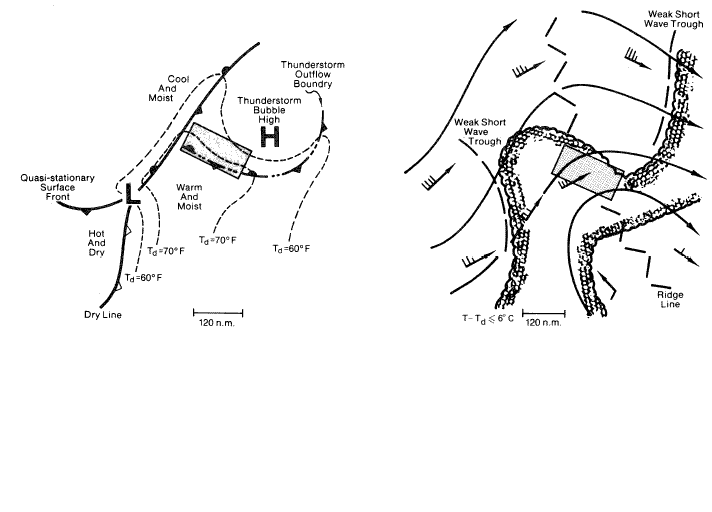 Cool
And
Moist
Thunderstorm
Outflow
Boundry
Thunderstorm
Bubble
High
H
Quasi-stationary
Surface
Front
L
Warm
And
Moist
Hot
And
Dry
Td=70°F
Td=70°F
Td=60°F
Td=60°F
Dry Line
120 n.m.
Weak Short
Wave Trough
Weak Short
Wave
Trough
Ridge
Line
T-Td ⩽ 6°C
120 n.m.